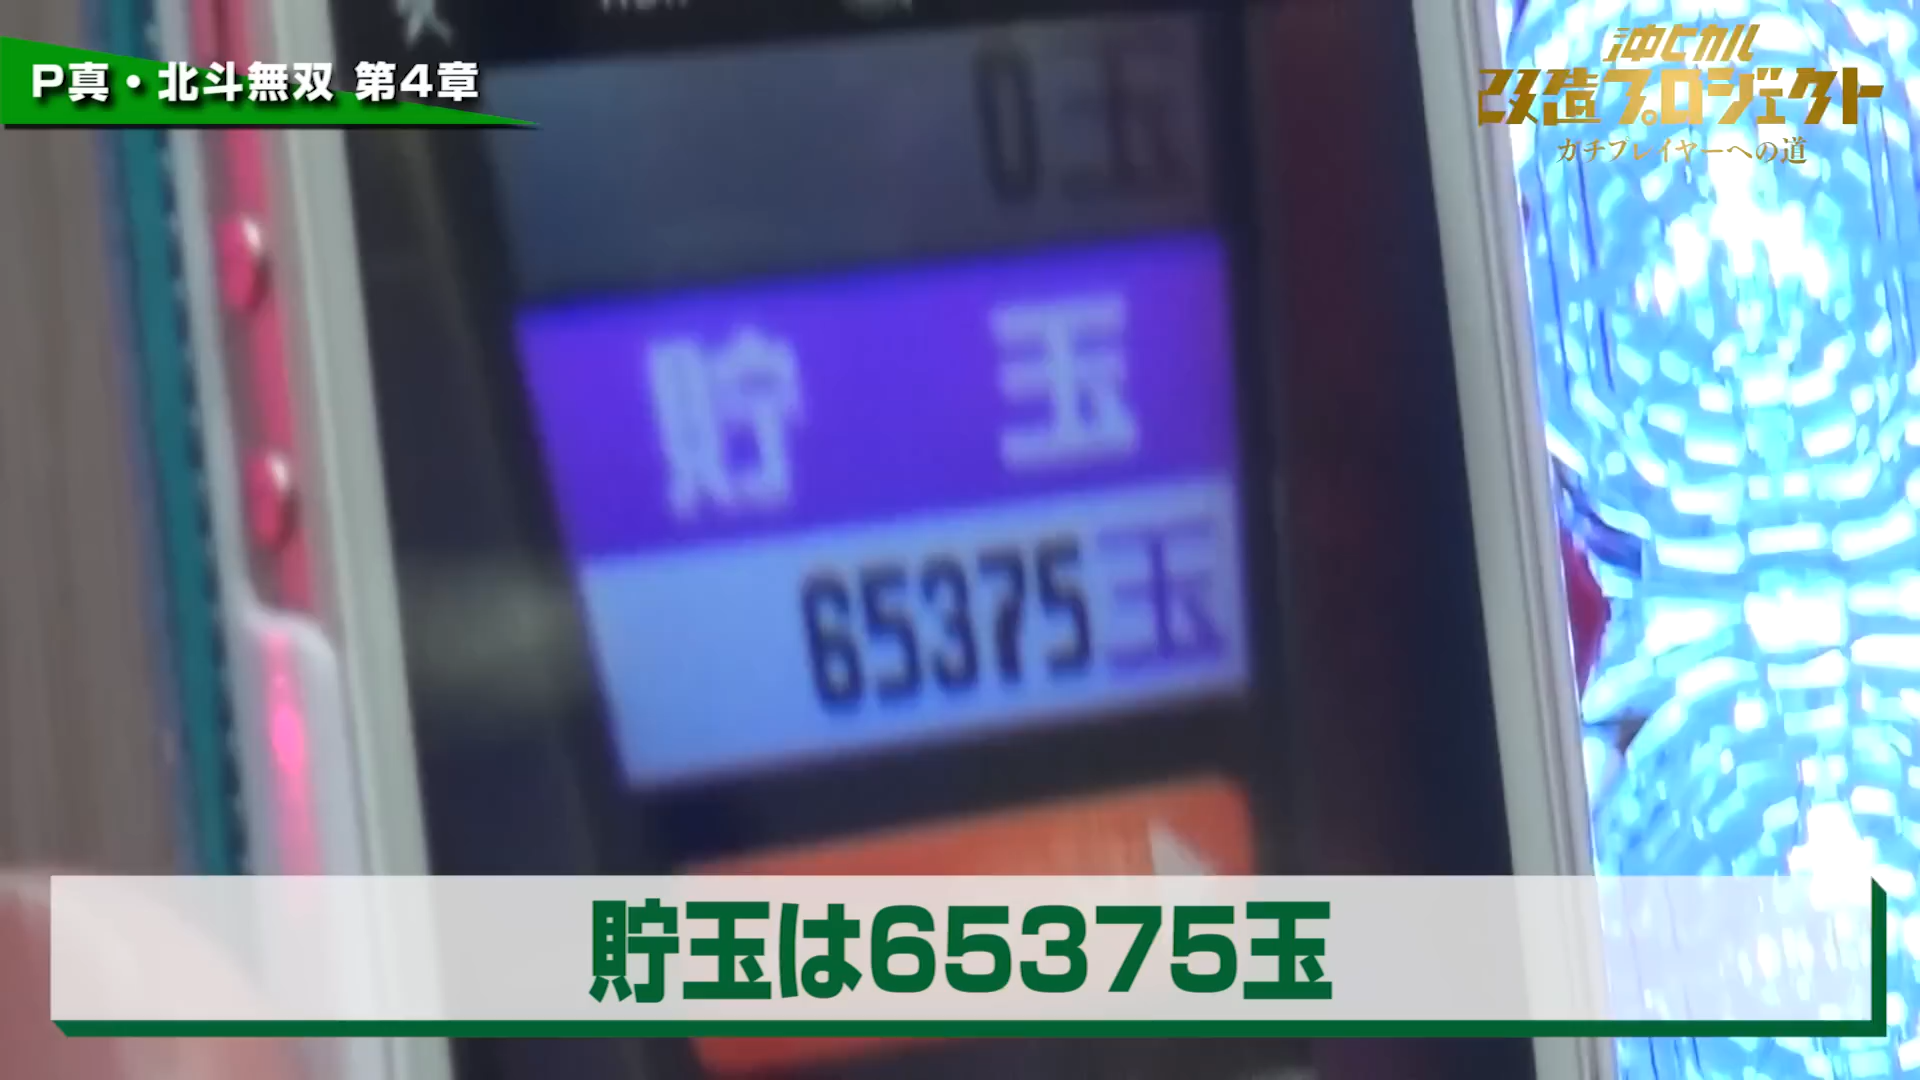 P真・北斗無双 第4章
沖ヒカル
改造プロジェクト
ガチプレイヤーへの道
0玉
貯 玉
65375玉
貯玉は65375玉